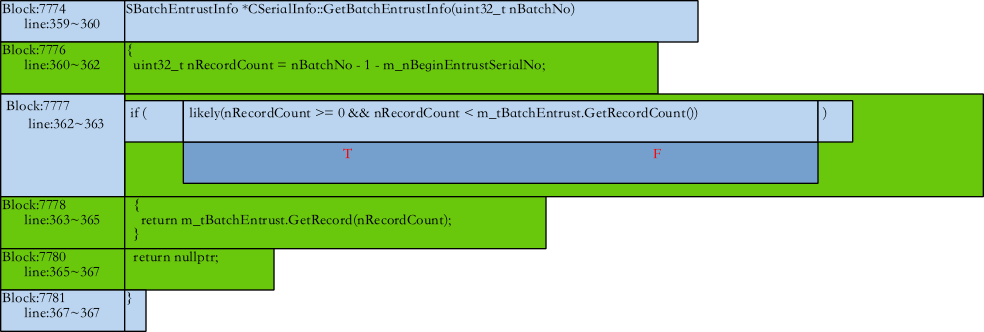 Block:7774 SBatchEntrustInfo *CSerialInfo::GetBatchEntrustInfo(uint32_t nBatchNo)
line:359~360
Block:7776 {
line:360~362 uint32_t nRecordCount = nBatchNo - 1 - m_nBeginEntrustSerialNo;
Block:7777 if ( likely(nRecordCount >= 0 && nRecordCount < m_tBatchEntrust.GetRecordCount()) )
line:362~363
T F
Block:7778 {
line:363~365 return m_tBatchEntrust.GetRecord(nRecordCount);
}
Block:7780 return nullptr;
line:365~367
Block:7781 }
line:367~367